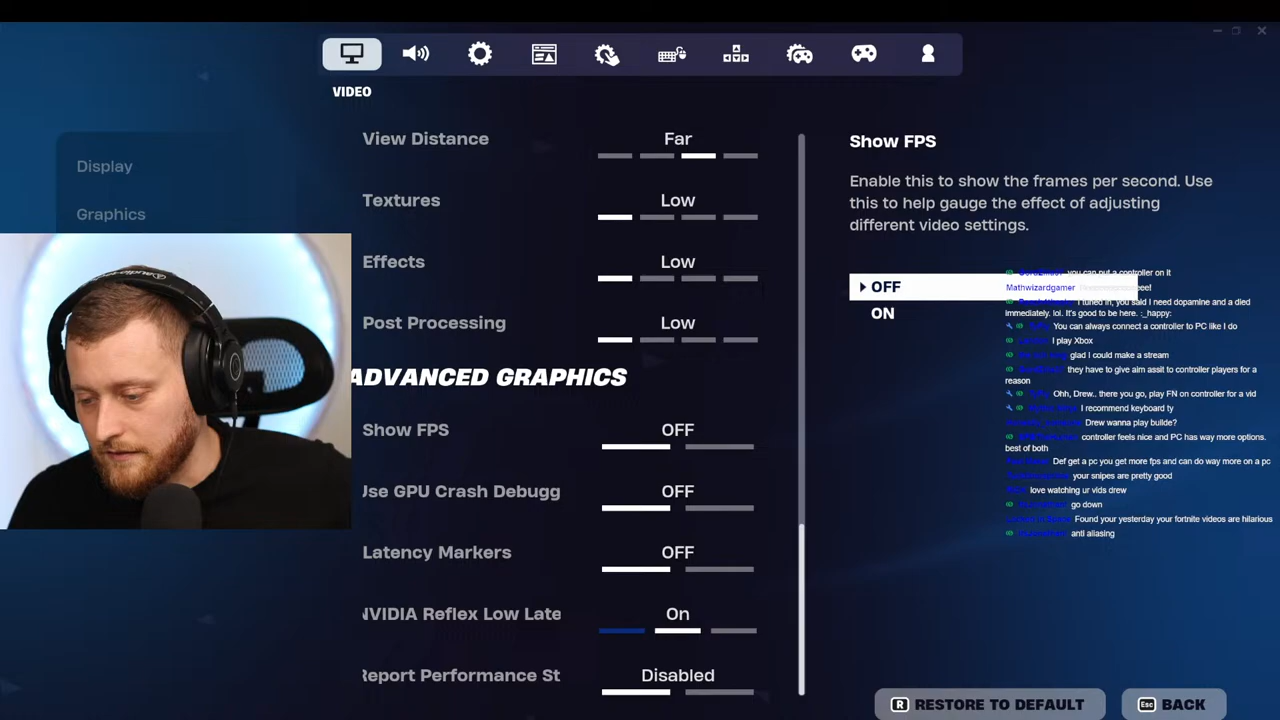 VIDEO
Display
Graphics
View Distance
Far
Textures
Low
Effects
Low
Post Processing
Low
ADVANCED GRAPHICS
Show FPS
OFF
Use GPU Crash Debugg
OFF
Latency Markers
OFF
NVIDIA Reflex Low Late
On
Report Performance St
Disabled
Show FPS
Enable this to show the frames per second. Use
this to help gauge the effect of adjusting
different video settings.
OFF
ON
you can put a controller on it
Mathwizardgamer
I tuned in, you said I need dopamine and a died
immediately. lol. It's good to be here. :_happy:
You can always connect a controller to PC like I do
I play Xbox
glad I could make a stream
they have to give aim assit to controller players for a
reason
Ohh, Drew.. there you go, play FN on controller for a vid
I recommend keyboard ty
Drew wanna play builde?
controller feels nice and PC has way more options.
best of both
Def get a pc you get more fps and can do way more on a pc
your snipes are pretty good
love watching ur vids drew
go down
Found your yesterday your fortnite videos are hilarious
anti aliasing
R RESTORE TO DEFAULT
Esc BACK